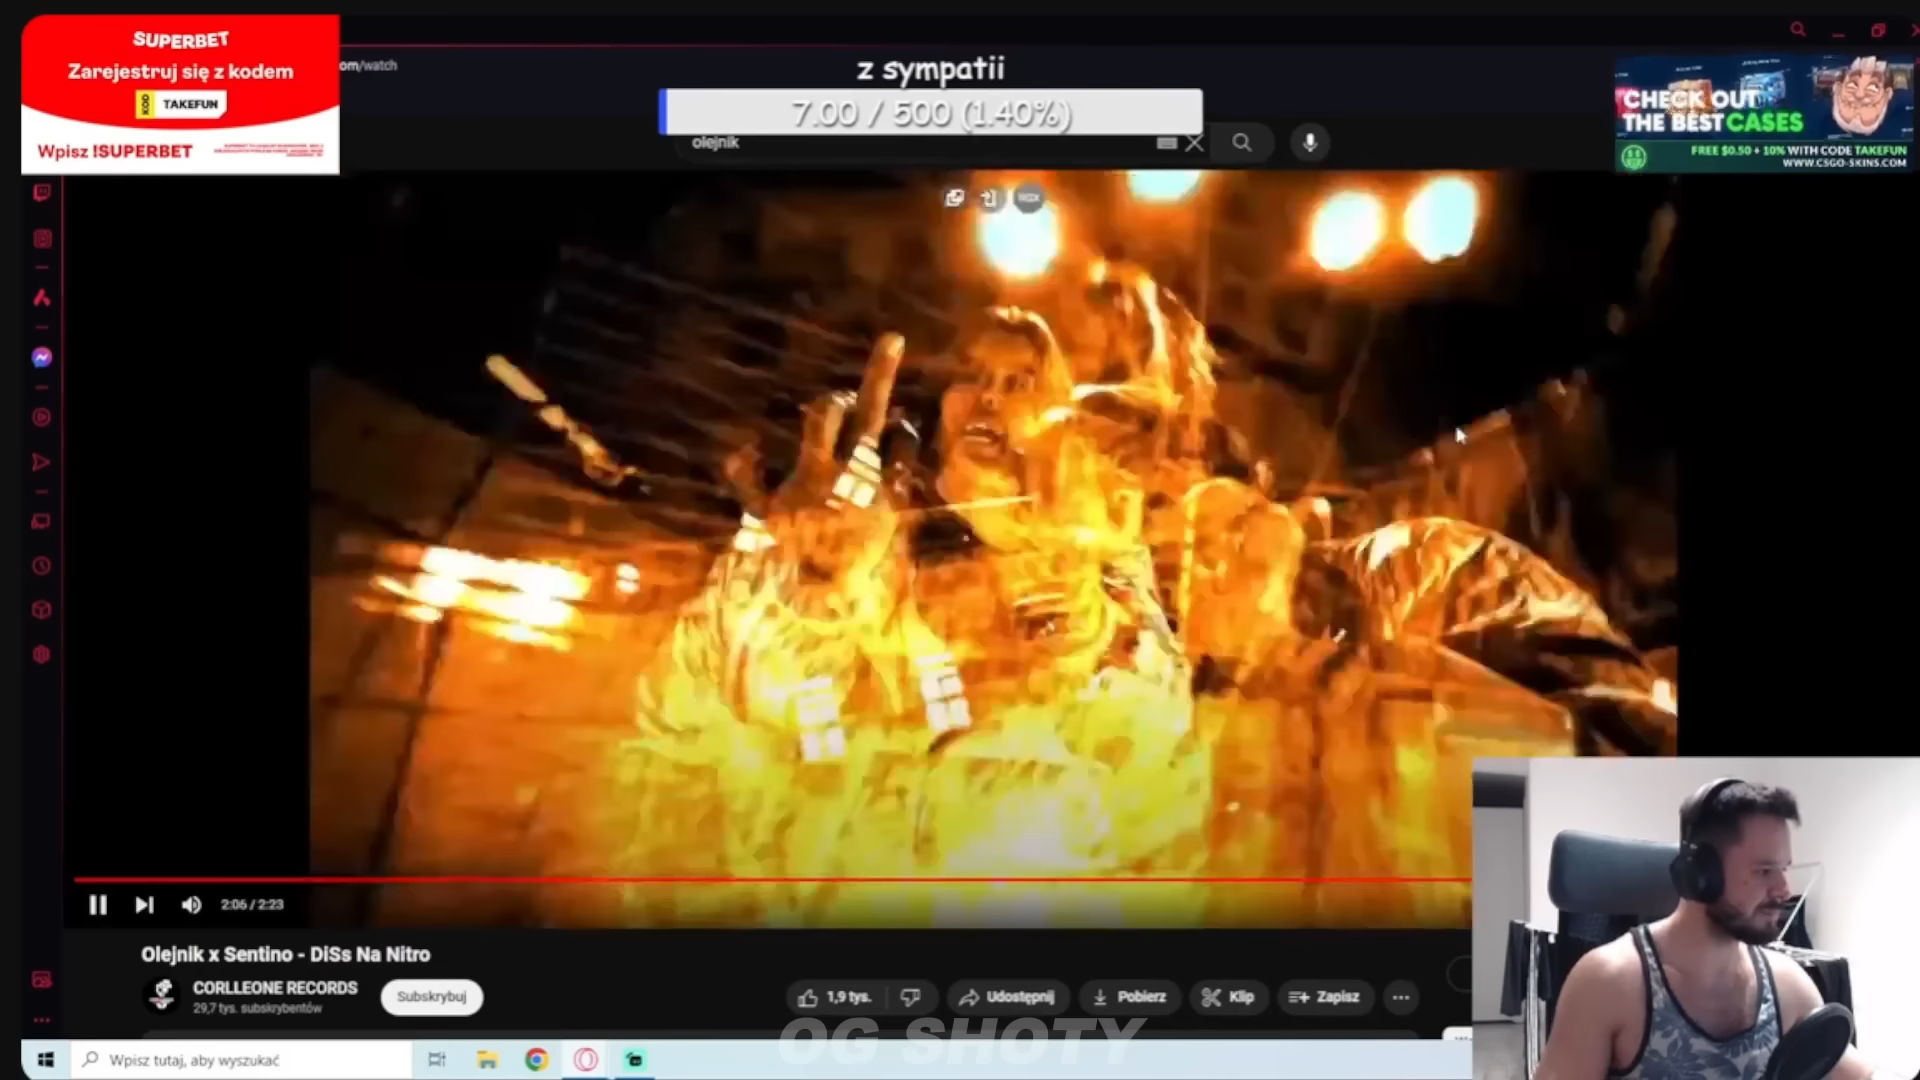 SUPERBET
Zarejestruj się z kodem
KOD TAKEFUN
Wpisz !SUPERBET
om/watch
z sympatii
7.00 / 500 (1.40%)
olejnik
CHECK OUT
THE BEST CASES
FREE $0.50 + 10% WITH CODE TAKEFUN
WWW.CSGO-SKINS.COM
2:06 / 2:23
Olejnik x Sentino - DiSs Na Nitro
CORLLEONE RECORDS
29,7 tys. subskrybentów
Subskrybuj
1,9 tys.
Udostępnij
Pobierz
Klip
Zapisz
OG SHOTY
Wpisz tutaj, aby wyszukać